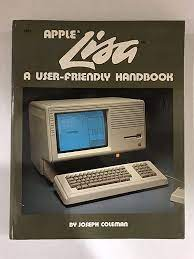 APPLE®
Lisa™
A USER-FRIENDLY HANDBOOK
BY JOSEPH COLEMAN